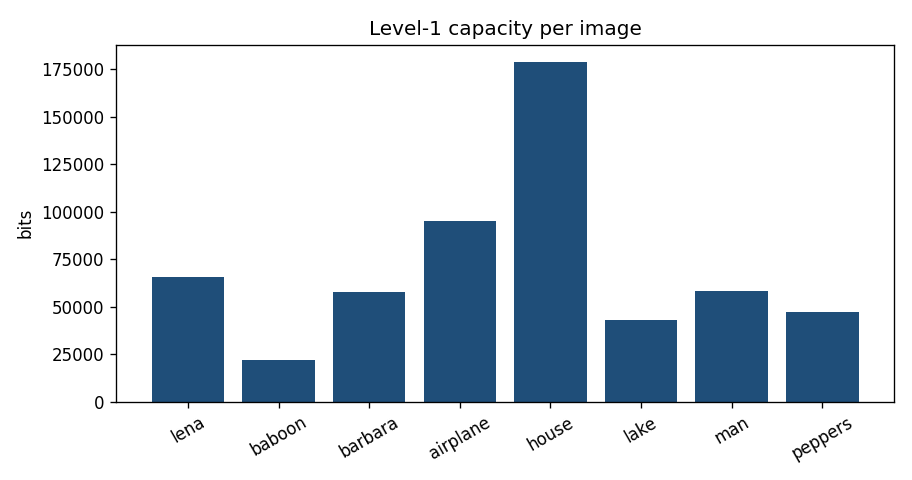 Level-1 capacity per image
175000
150000
125000
100000
75000
50000
25000
0
bits
lena
baboon
barbara
airplane
house
lake
man
peppers